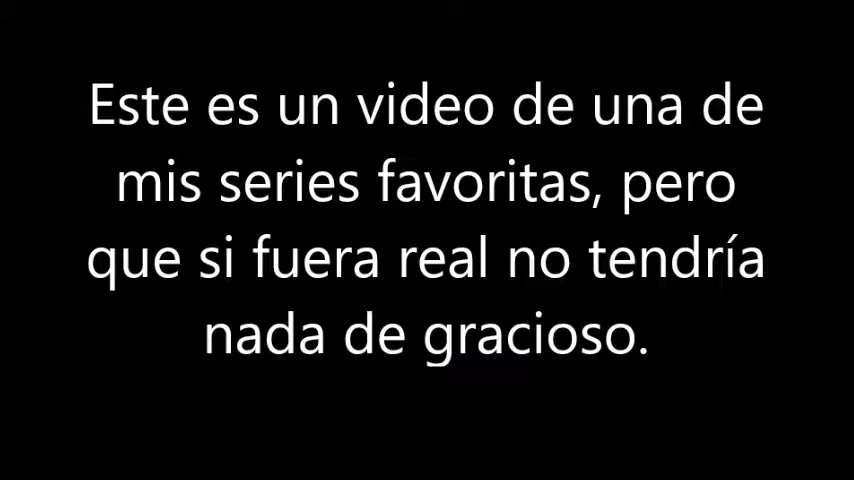 Este es un video de una de
mis series favoritas, pero
que si fuera real no tendría
nada de gracioso.